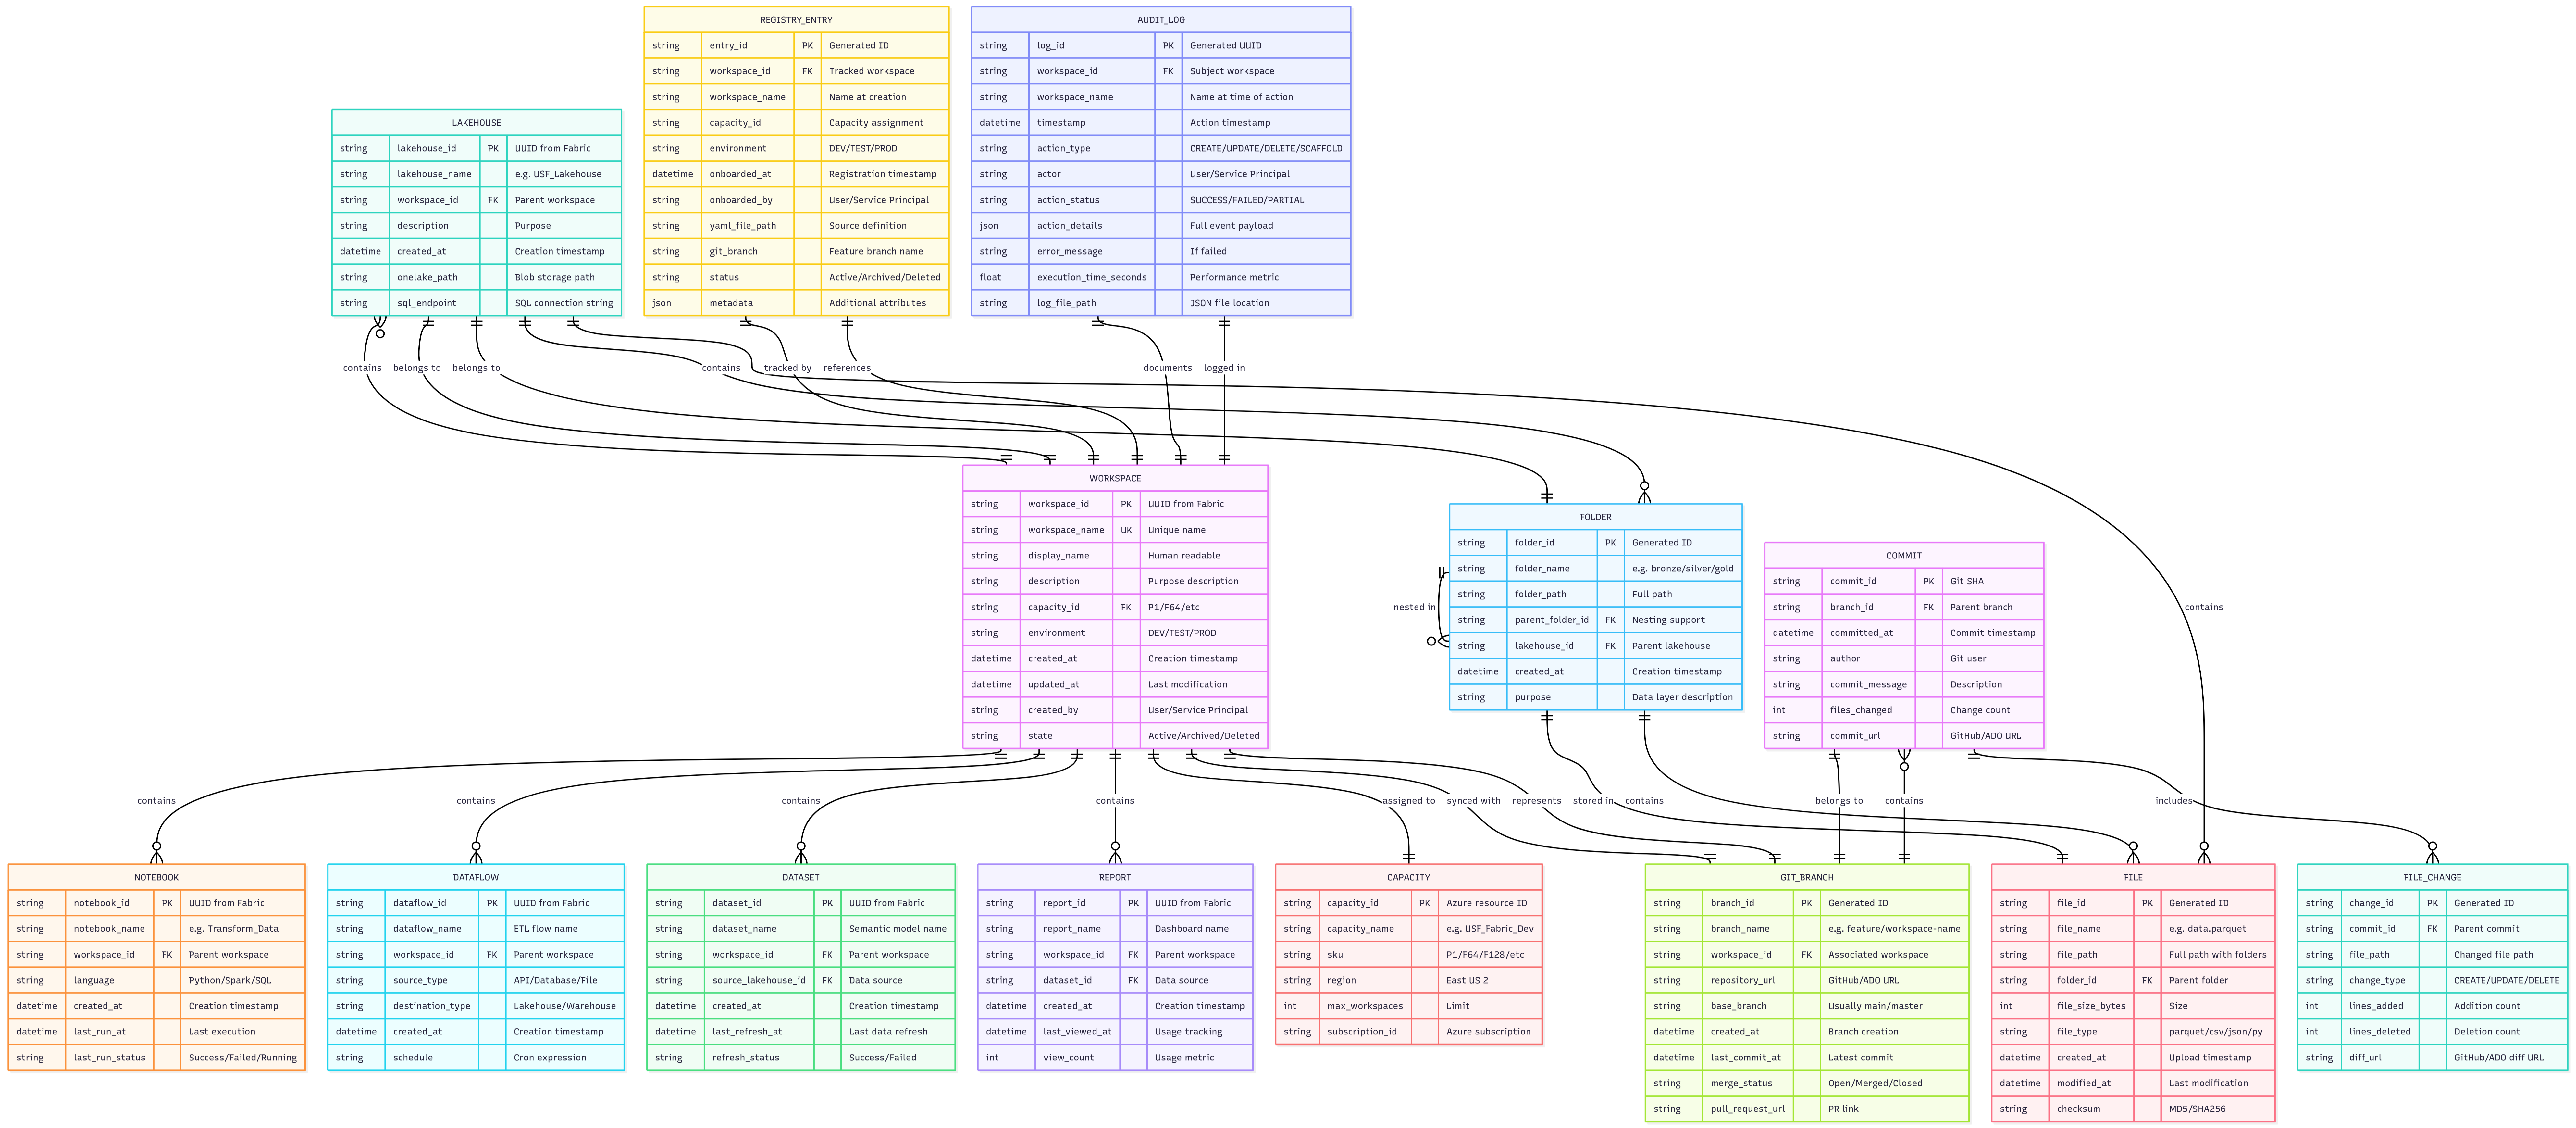 REGISTRY_ENTRY
string entry_id PK Generated ID
string workspace_id FK Tracked workspace
string workspace_name Name at creation
string capacity_id Capacity assignment
string environment DEV/TEST/PROD
datetime onboarded_at Registration timestamp
string onboarded_by User/Service Principal
string yaml_file_path Source definition
string git_branch Feature branch name
string status Active/Archived/Deleted
json metadata Additional attributes
AUDIT_LOG
string log_id PK Generated UUID
string workspace_id FK Subject workspace
string workspace_name Name at time of action
datetime timestamp Action timestamp
string action_type CREATE/UPDATE/DELETE/SCAFFOLD
string actor User/Service Principal
string action_status SUCCESS/FAILED/PARTIAL
json action_details Full event payload
string error_message If failed
float execution_time_seconds Performance metric
string log_file_path JSON file location
LAKEHOUSE
string lakehouse_id PK UUID from Fabric
string lakehouse_name e.g. USF_Lakehouse
string workspace_id FK Parent workspace
string description Purpose
datetime created_at Creation timestamp
string onelake_path Blob storage path
string sql_endpoint SQL connection string
contains
belongs to
belongs to
contains
tracked by
references
documents
logged in
WORKSPACE
string workspace_id PK UUID from Fabric
string workspace_name UK Unique name
string display_name Human readable
string description Purpose description
string capacity_id FK P1/F64/etc
string environment DEV/TEST/PROD
datetime created_at Creation timestamp
datetime updated_at Last modification
string created_by User/Service Principal
string state Active/Archived/Deleted
FOLDER
string folder_id PK Generated ID
string folder_name e.g. bronze/silver/gold
string folder_path Full path
string parent_folder_id FK Nesting support
string lakehouse_id FK Parent lakehouse
datetime created_at Creation timestamp
string purpose Data layer description
nested in
COMMIT
string commit_id PK Git SHA
string branch_id FK Parent branch
datetime committed_at Commit timestamp
string author Git user
string commit_message Description
int files_changed Change count
string commit_url GitHub/ADO URL
contains
contains
contains
contains
contains
assigned to
synced with
represents
stored in
contains
belongs to
contains
includes
NOTEBOOK
string notebook_id PK UUID from Fabric
string notebook_name e.g. Transform_Data
string workspace_id FK Parent workspace
string language Python/Spark/SQL
datetime created_at Creation timestamp
datetime last_run_at Last execution
string last_run_status Success/Failed/Running
DATAFLOW
string dataflow_id PK UUID from Fabric
string dataflow_name ETL flow name
string workspace_id FK Parent workspace
string source_type API/Database/File
string destination_type Lakehouse/Warehouse
datetime created_at Creation timestamp
string schedule Cron expression
DATASET
string dataset_id PK UUID from Fabric
string dataset_name Semantic model name
string workspace_id FK Parent workspace
string source_lakehouse_id FK Data source
datetime created_at Creation timestamp
datetime last_refresh_at Last data refresh
string refresh_status Success/Failed
REPORT
string report_id PK UUID from Fabric
string report_name Dashboard name
string workspace_id FK Parent workspace
string dataset_id FK Data source
datetime created_at Creation timestamp
datetime last_viewed_at Usage tracking
int view_count Usage metric
CAPACITY
string capacity_id PK Azure resource ID
string capacity_name e.g. USF_Fabric_Dev
string sku P1/F64/F128/etc
string region East US 2
int max_workspaces Limit
string subscription_id Azure subscription
GIT_BRANCH
string branch_id PK Generated ID
string branch_name e.g. feature/workspace-name
string workspace_id FK Associated workspace
string repository_url GitHub/ADO URL
string base_branch Usually main/master
datetime created_at Branch creation
datetime last_commit_at Latest commit
string merge_status Open/Merged/Closed
string pull_request_url PR link
FILE
string file_id PK Generated ID
string file_name e.g. data.parquet
string file_path Full path with folders
string folder_id FK Parent folder
int file_size_bytes Size
string file_type parquet/csv/json/py
datetime created_at Upload timestamp
datetime modified_at Last modification
string checksum MD5/SHA256
FILE_CHANGE
string change_id PK Generated ID
string commit_id FK Parent commit
string file_path Changed file path
string change_type CREATE/UPDATE/DELETE
int lines_added Addition count
int lines_deleted Deletion count
string diff_url GitHub/ADO diff URL